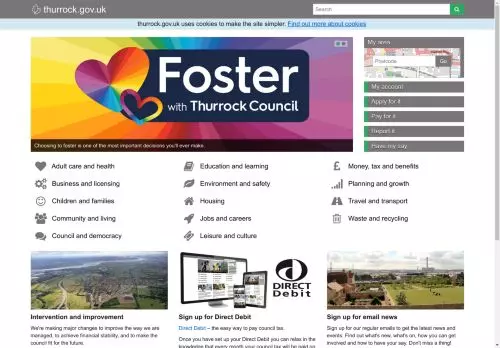 thurrock.gov.uk
Search
thurrock.gov.uk uses cookies to make the site simpler. Find out more about cookies
Foster
with Thurrock Council
Choosing to foster is one of the most important decisions you'll ever make.
My area
Postcode
Go
My account
Apply for it
Pay for it
Report it
Have my say
Adult care and health
Education and learning
Money, tax and benefits
Business and licensing
Environment and safety
Planning and growth
Children and families
Housing
Travel and transport
Community and living
Jobs and careers
Waste and recycling
Council and democracy
Leisure and culture
DIRECT
Debit
Intervention and improvement
We're making major changes to improve the way we are
managed, to achieve financial stability, and to make the
council fit for the future.
Sign up for Direct Debit
Direct Debit – the easy way to pay council tax.
Once you have set up your Direct Debit you can relax in the
knowledge that every month your council tax will be paid on
Sign up for email news
Sign up for our regular emails to get the latest news and
events. Find out what's new, what's on, how you can get
involved and how to have your say. Don't miss a thing!